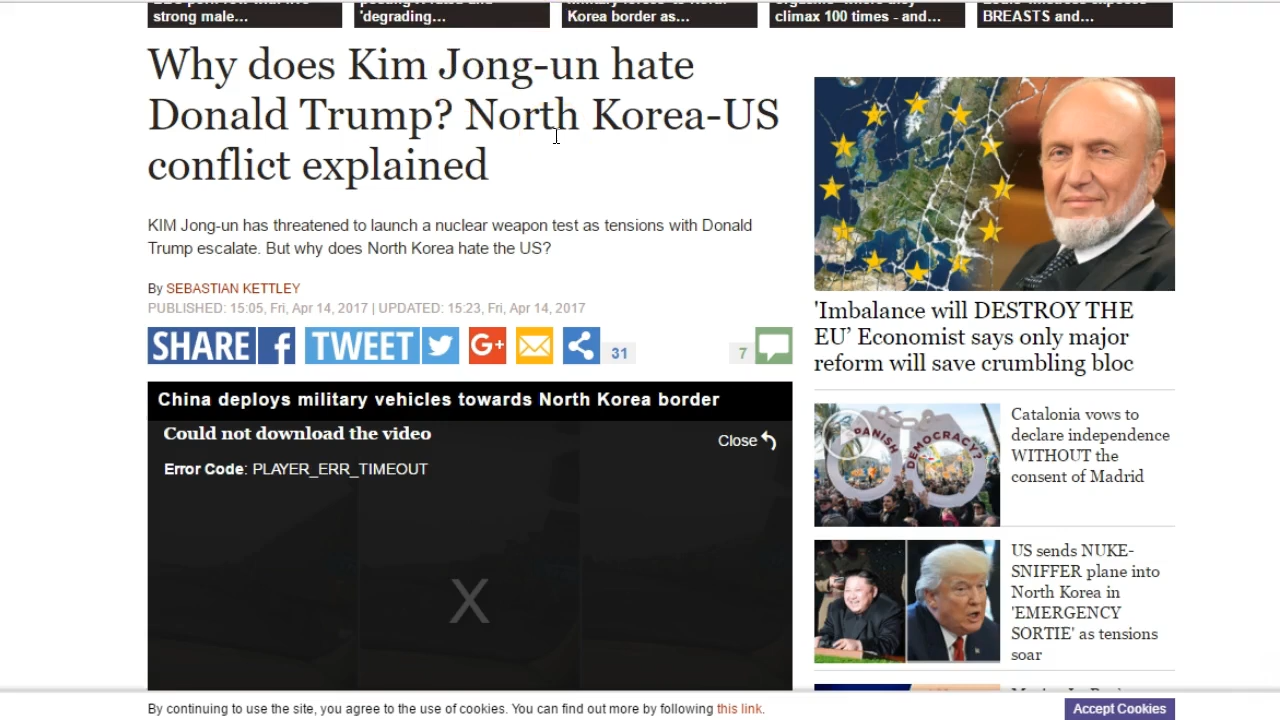 strong male...
'degrading...
Korea border as...
climax 100 times - and...
BREASTS and...
Why does Kim Jong-un hate
Donald Trump? North Korea-US
conflict explained
KIM Jong-un has threatened to launch a nuclear weapon test as tensions with Donald
Trump escalate. But why does North Korea hate the US?
By SEBASTIAN KETTLEY
PUBLISHED: 15:05, Fri, Apr 14, 2017 | UPDATED: 15:23, Fri, Apr 14, 2017
SHARE f
TWEET
G+
31
7
China deploys military vehicles towards North Korea border
Could not download the video
Close
Error Code: PLAYER_ERR_TIMEOUT
X
'Imbalance will DESTROY THE
EU’ Economist says only major
reform will save crumbling bloc
PANISH
DEMOCRACY?
Catalonia vows to
declare independence
WITHOUT the
consent of Madrid
US sends NUKE-
SNIFFER plane into
North Korea in
'EMERGENCY
SORTIE' as tensions
soar
By continuing to use the site, you agree to the use of cookies. You can find out more by following this link.
Accept Cookies